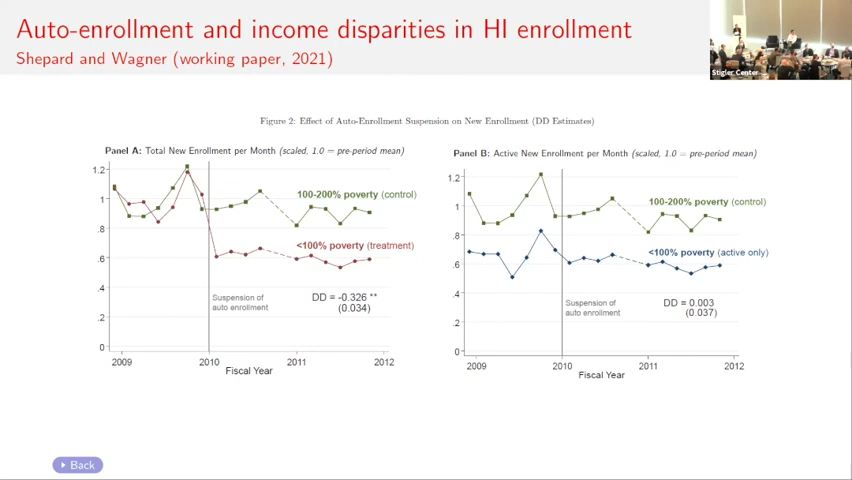 Auto-enrollment and income disparities in HI enrollment
Shepard and Wagner (working paper, 2021)
Stigler Center
Figure 2: Effect of Auto-Enrollment Suspension on New Enrollment (DD Estimates)
Panel A: Total New Enrollment per Month (scaled, 1.0 = pre-period mean)
1.2
1
.8
.6
.4
.2
0
100-200% poverty (control)
<100% poverty (treatment)
Suspension of
auto enrollment
DD = -0.326 **
(0.034)
2009
2010
2011
2012
Fiscal Year
Panel B: Active New Enrollment per Month (scaled, 1.0 = pre-period mean)
1.2
1
.8
.6
.4
.2
0
100-200% poverty (control)
<100% poverty (active only)
Suspension of
auto enrollment
DD = 0.003
(0.037)
2009
2010
2011
2012
Fiscal Year
Back